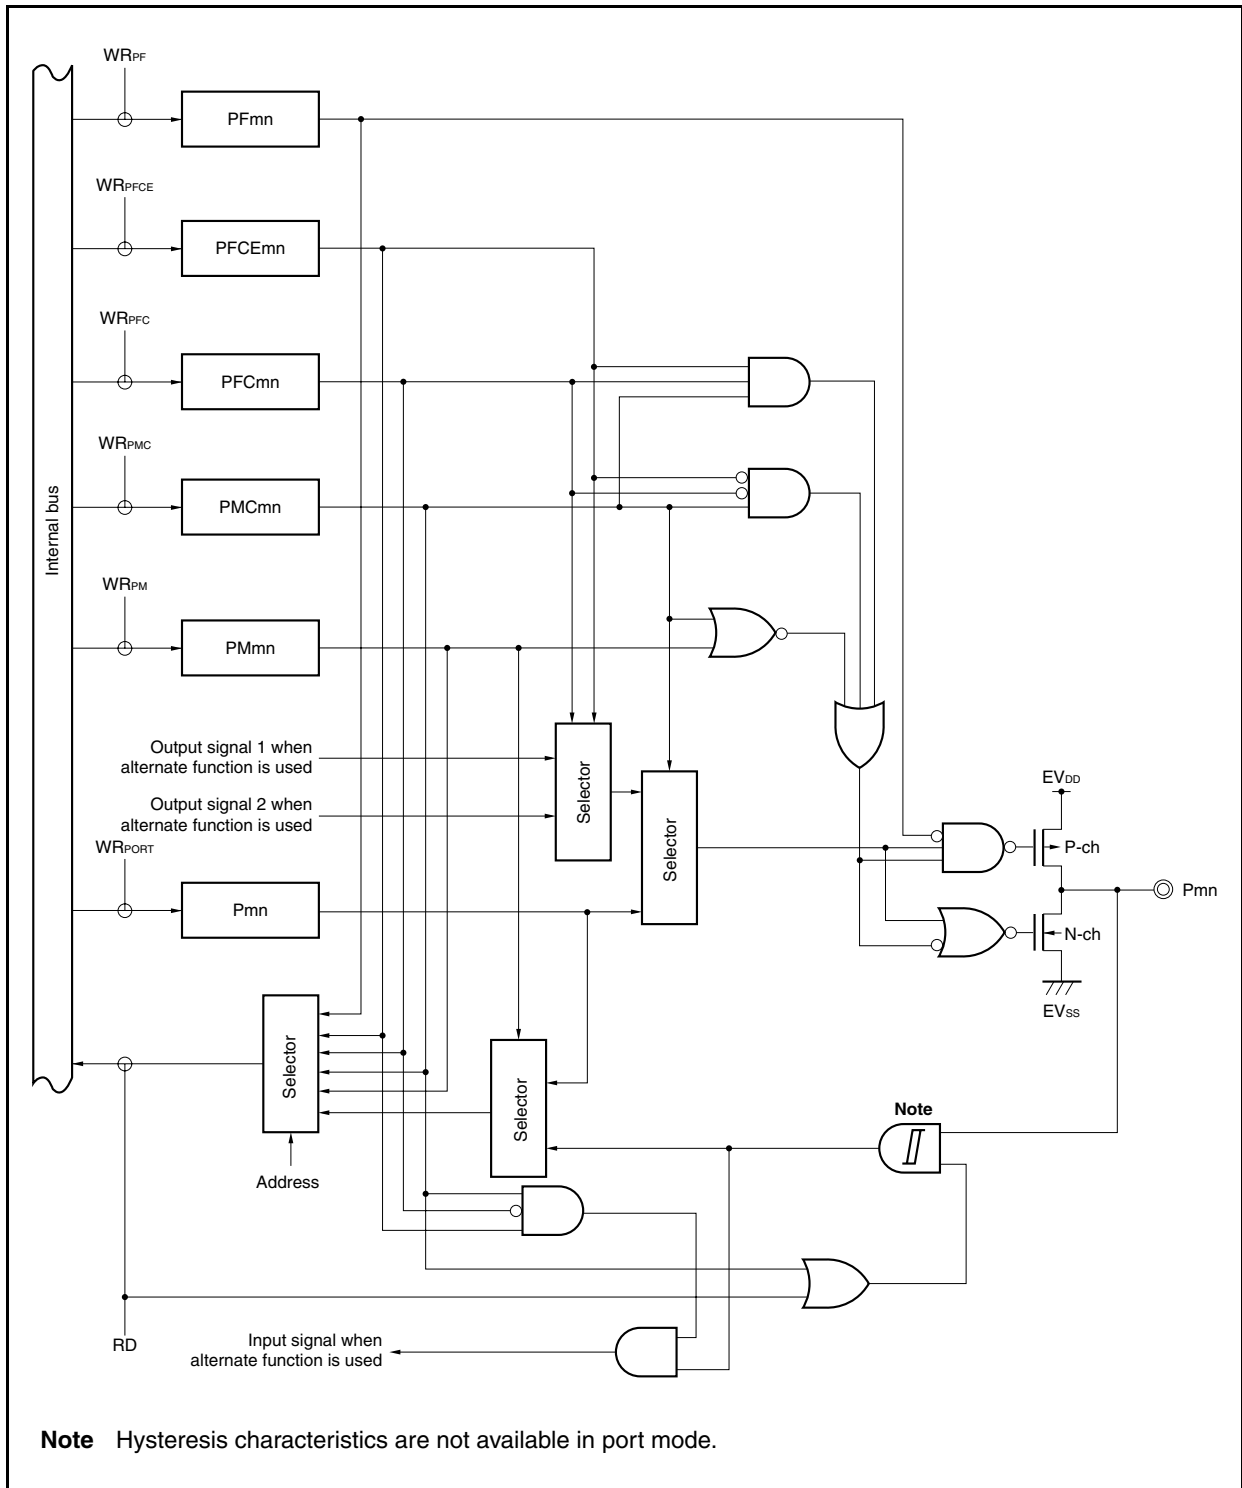 WRPF
PFmn
WRPFCE
PFCEmn
WRPFC
PFCmn
WRPMC
PMCmn
Internal bus
WRPM
PMmn
Output signal 1 when
alternate function is used
Output signal 2 when
alternate function is used
Selector
Selector
EVDD
P-ch
WRPORT
Pmn
Pmn
N-ch
EVSS
Selector
Selector
Note
Address
RD
Input signal when
alternate function is used
Note Hysteresis characteristics are not available in port mode.